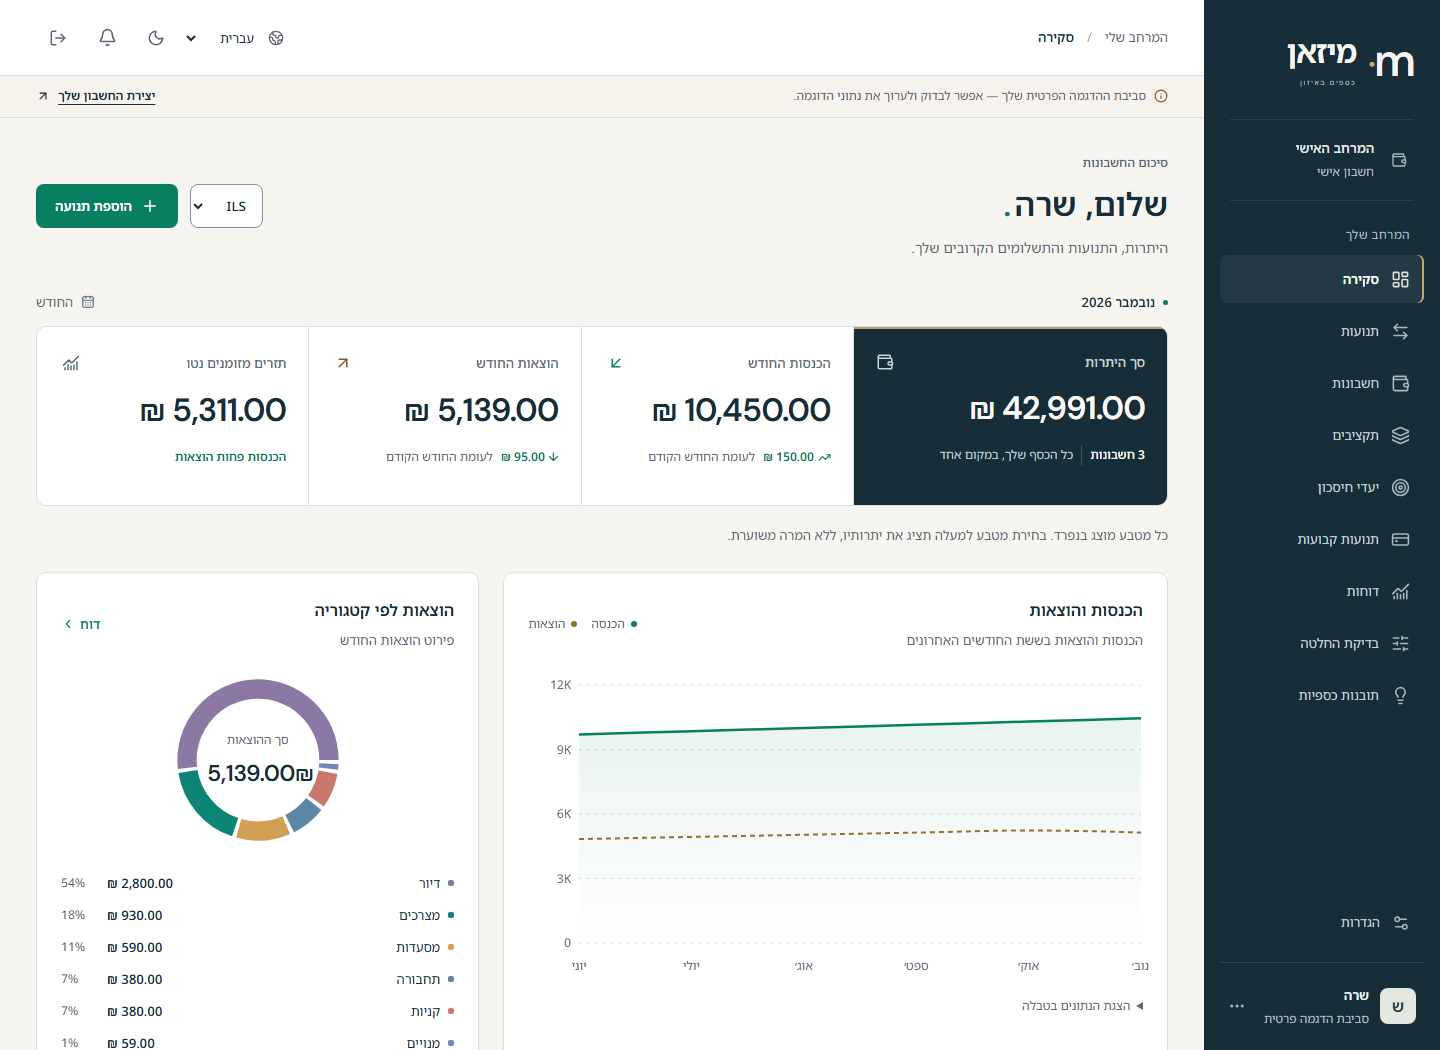 m
מיזאן
כספים באיזון
המרחב האישי
חשבון אישי
המרחב שלך
סקירה
תנועות
חשבונות
תקציבים
יעדי חיסכון
תנועות קבועות
דוחות
בדיקת החלטה
תובנות כספיות
הגדרות
ש
שרה
סביבת הדגמה פרטית
המרחב שלי / סקירה
עברית
סביבת ההדגמה הפרטית שלך — אפשר לבדוק ולערוך את נתוני הדוגמה.
יצירת החשבון שלך
סיכום החשבונות
שלום, שרה.
היתרות, התנועות והתשלומים הקרובים שלך.
ILS
הוספת תנועה
נובמבר 2026
החודש
סך היתרות
42,991.00 ₪
3 חשבונות
כל הכסף שלך, במקום אחד
הכנסות החודש
10,450.00 ₪
150.00 ₪ לעומת החודש הקודם
הוצאות החודש
5,139.00 ₪
95.00 ₪ לעומת החודש הקודם
תזרים מזומנים נטו
5,311.00 ₪
הכנסות פחות הוצאות
כל מטבע מוצג בנפרד. בחירת מטבע למעלה תציג את יתרותיו, ללא המרה משוערת.
הכנסות והוצאות
הכנסות והוצאות בששת החודשים האחרונים
הכנסה
הוצאות
12K
9K
6K
3K
0
יוני
יולי
אוג׳
ספט׳
אוק׳
נוב׳
הצגת הנתונים בטבלה
הוצאות לפי קטגוריה
פירוט הוצאות החודש
דוח
סך ההוצאות
5,139.00₪
דיור 2,800.00 ₪ 54%
מצרכים 930.00 ₪ 18%
מסעדות 590.00 ₪ 11%
תחבורה 380.00 ₪ 7%
קניות 380.00 ₪ 7%
מנויים 59.00 ₪ 1%